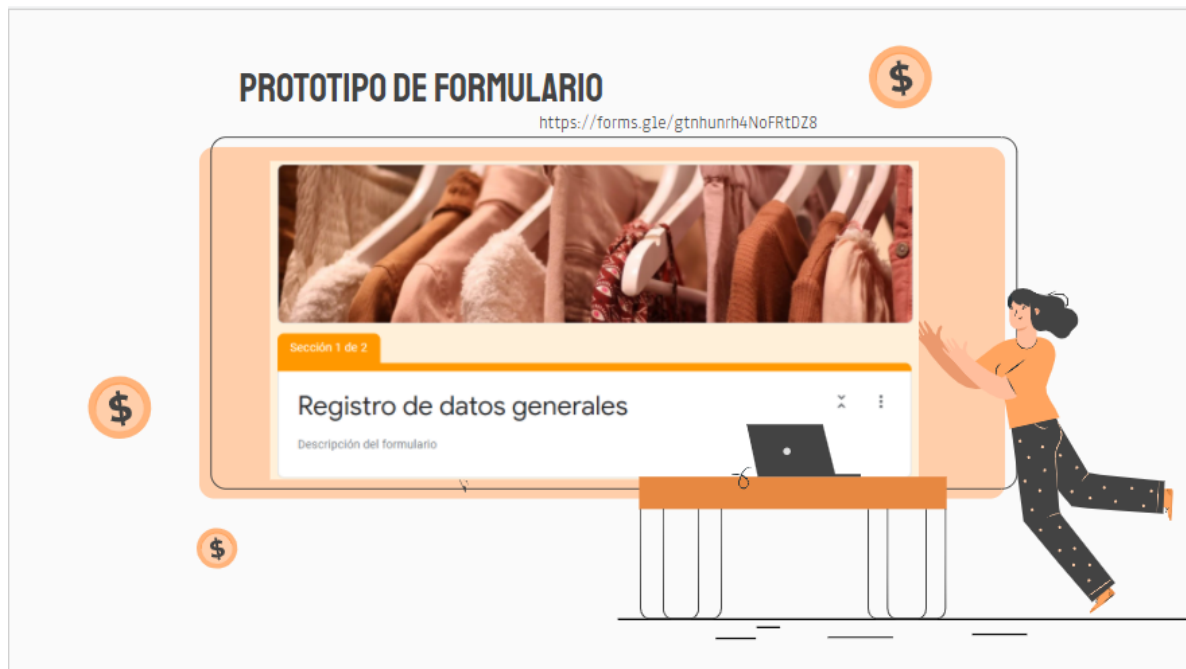 PROTOTIPO DE FORMULARIO
$
https://forms.gle/gtnhunrh4NoFRtDZ8
Sección 1 de 2
Registro de datos generales
Descripción del formulario
$
$